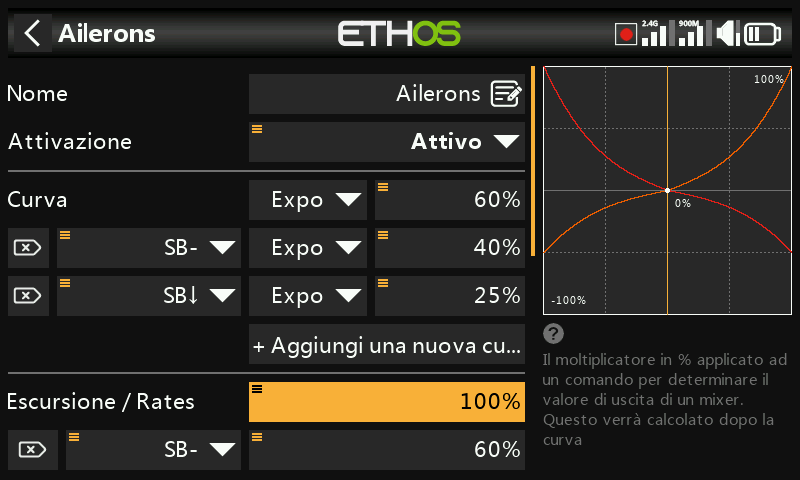 Ailerons
ETHOS
2.4G
900M
Nome
Ailerons
Attivazione
Attivo
Curva
Expo
60%
SB-
Expo
40%
SB↓
Expo
25%
+ Aggiungi una nuova cu...
Escursione / Rates
100%
SB-
60%
100%
0%
-100%
?
Il moltiplicatore in % applicato ad
un comando per determinare il
valore di uscita di un mixer.
Questo verrà calcolato dopo la
curva